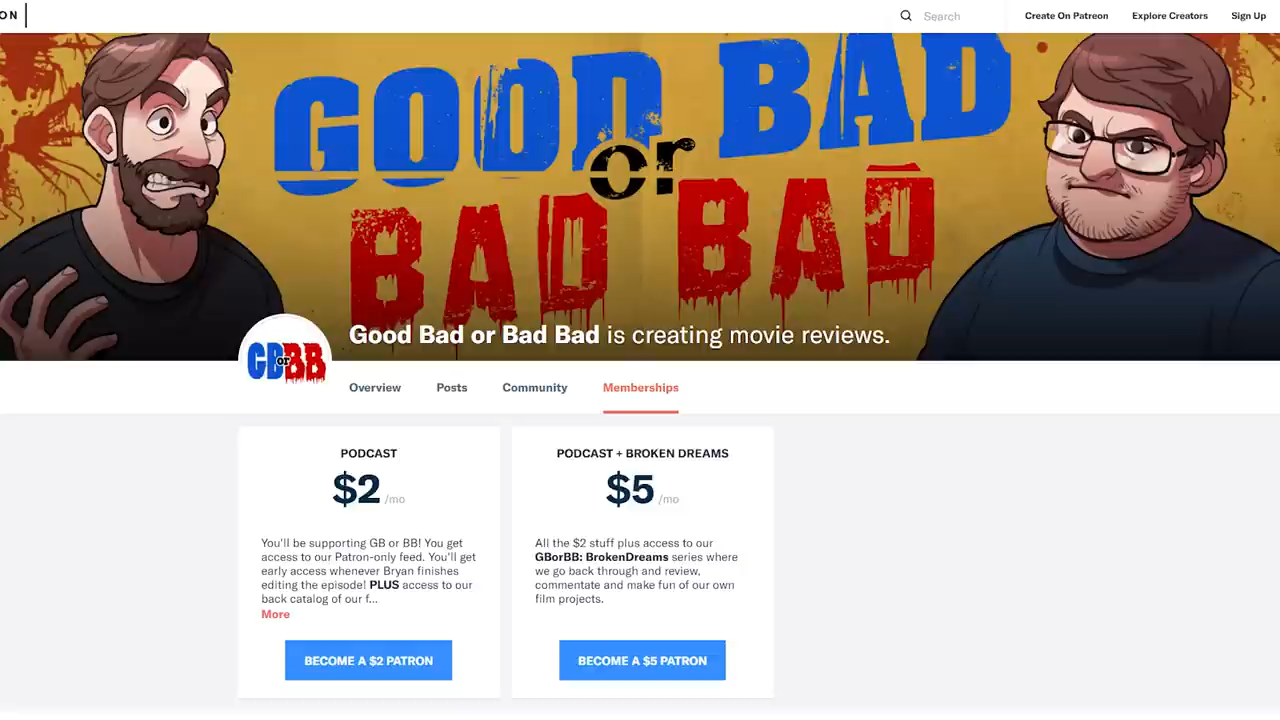 ON
Search
Create On Patreon
Explore Creators
Sign Up
GOOD BAD
or
BAD BAD
Good Bad or Bad Bad is creating movie reviews.
GB or BB
Overview
Posts
Community
Memberships
PODCAST
$2 /mo
You'll be supporting GB or BB! You get
access to our Patron-only feed. You'll get
early access whenever Bryan finishes
editing the episode! PLUS access to our
back catalog of our f...
More
BECOME A $2 PATRON
PODCAST + BROKEN DREAMS
$5 /mo
All the $2 stuff plus access to our
GBorBB: BrokenDreams series where
we go back through and review,
commentate and make fun of our own
film projects.
BECOME A $5 PATRON